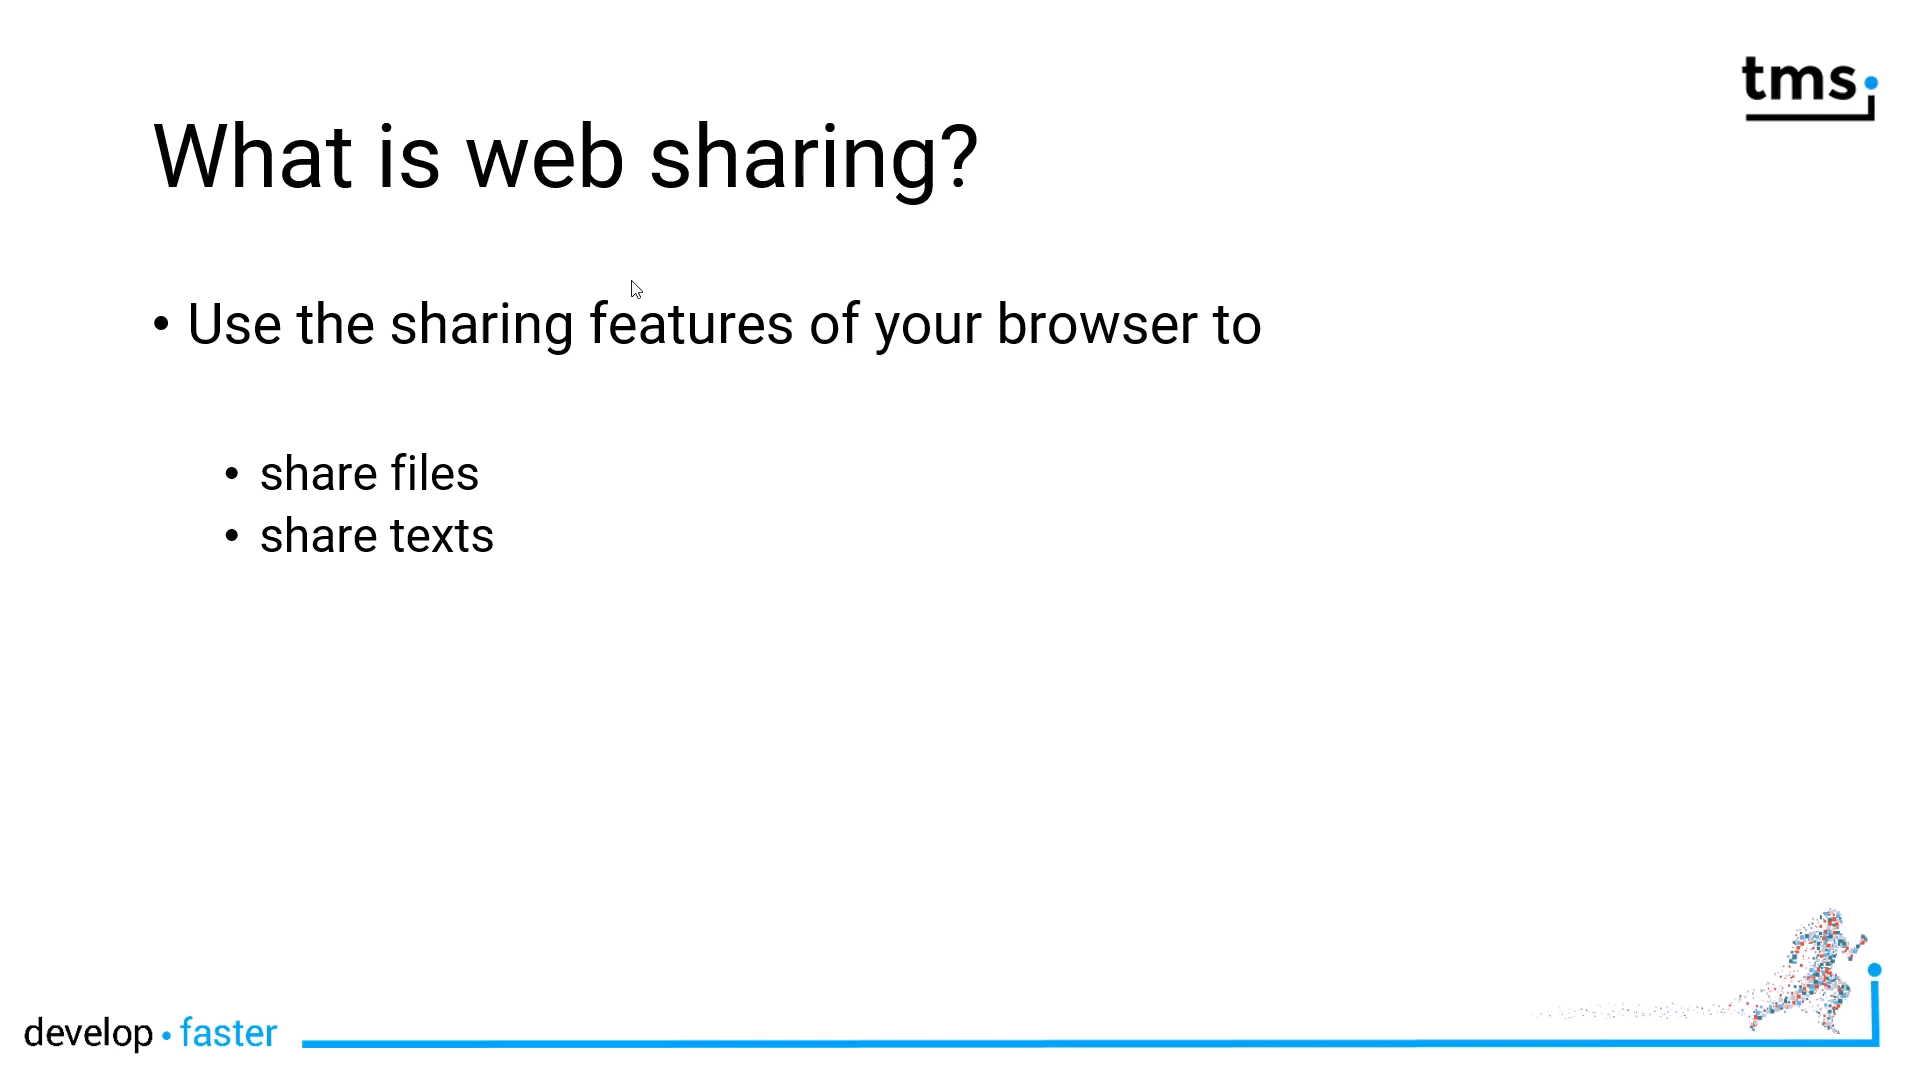 tms
What is web sharing?
• Use the sharing features of your browser to
• share files
• share texts
develop • faster